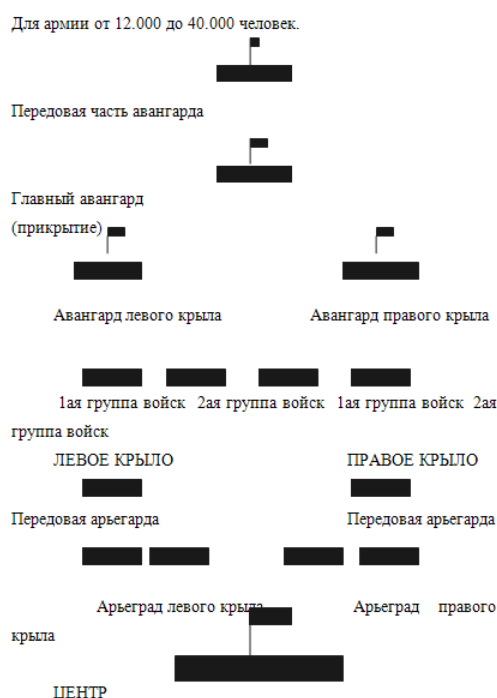 Для армии от 12.000 до 40.000 человек.
Передовая часть авангарда
Главный авангард
(прикрытие)
Авангард левого крыла Авангард правого крыла
1ая группа войск 2ая группа войск 1ая группа войск 2ая
группа войск
ЛЕВОЕ КРЫЛО ПРАВОЕ КРЫЛО
Передовая арьегарда Передовая арьегарда
Арьеград левого крыла Арьеград правого
крыла
ЦЕНТР